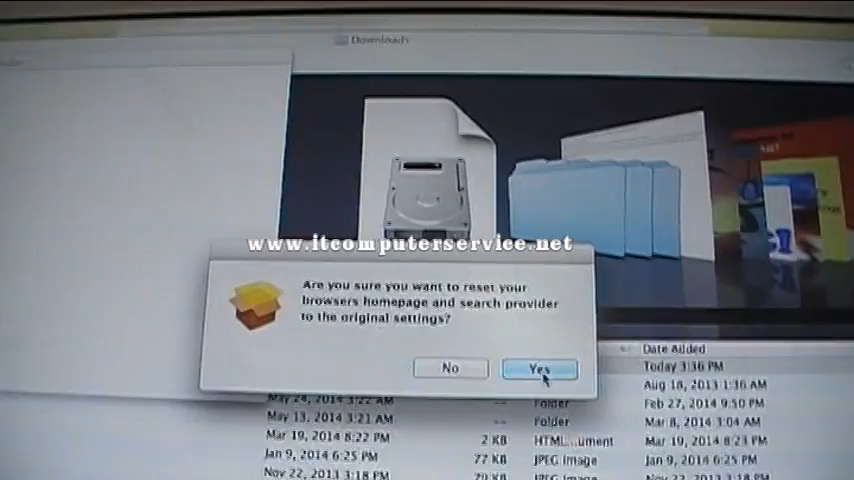 Downloads
www.itcomputerservice.net
Are you sure you want to reset your
browsers homepage and search provider
to the original settings?
No
Yes
Date Added
Today 3:36 PM
Aug 18, 2013 1:36 AM
May 24, 2014 3:22 AM -- Folder Feb 27, 2014 9:50 PM
May 13, 2014 3:21 AM -- Folder Mar 8, 2014 3:04 AM
Mar 19, 2014 8:22 PM 2 KB HTML...ument Mar 19, 2014 8:23 PM
Jan 9, 2014 6:25 PM 77 KB JPEG image Jan 9, 2014 6:25 PM
Nov 22, 2013 3:18 PM 79 KB JPEG image Nov 22, 2013 3:18 PM